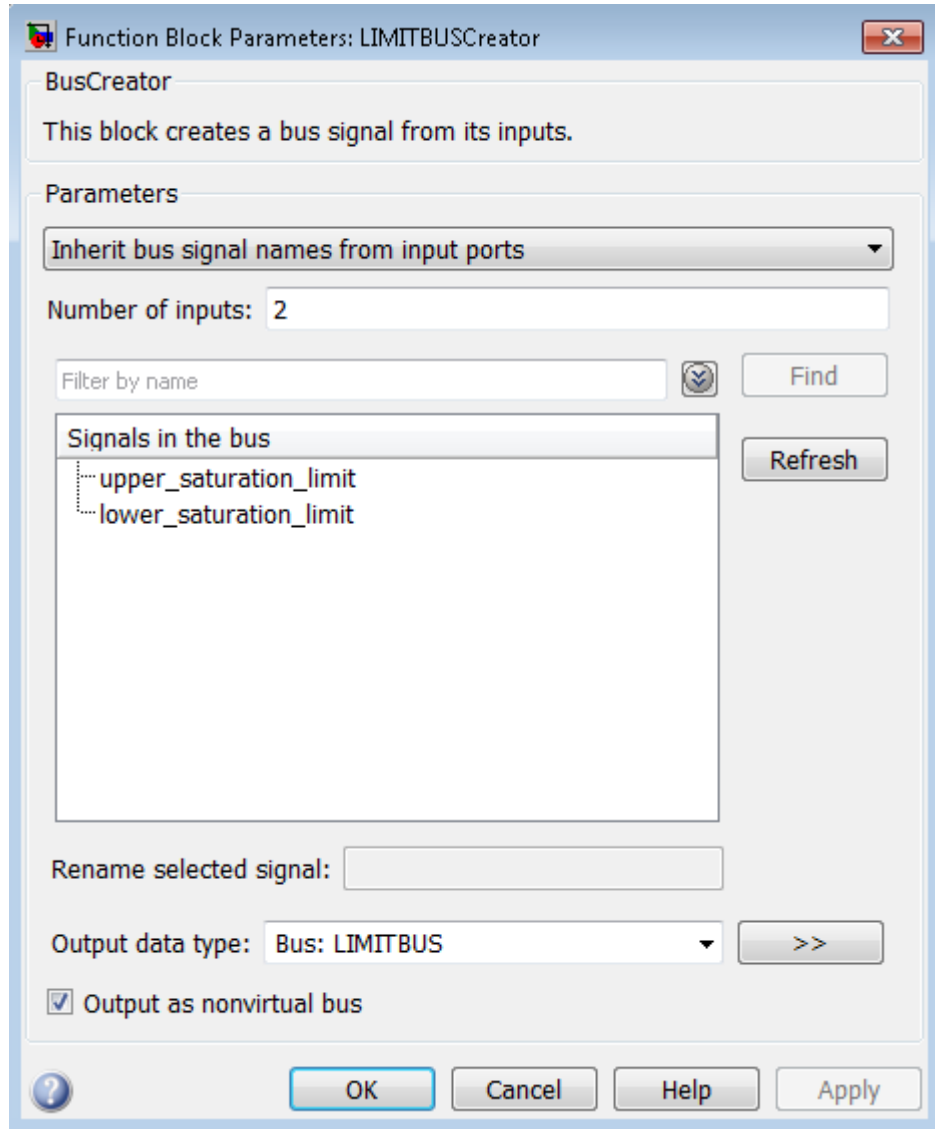 Function Block Parameters: LIMITBUSCreator
BusCreator
This block creates a bus signal from its inputs.
Parameters
Inherit bus signal names from input ports
Number of inputs: 2
Filter by name
Find
Signals in the bus
Refresh
upper_saturation_limit
lower_saturation_limit
Rename selected signal:
Output data type: Bus: LIMITBUS >>
Output as nonvirtual bus
? OK Cancel Help Apply